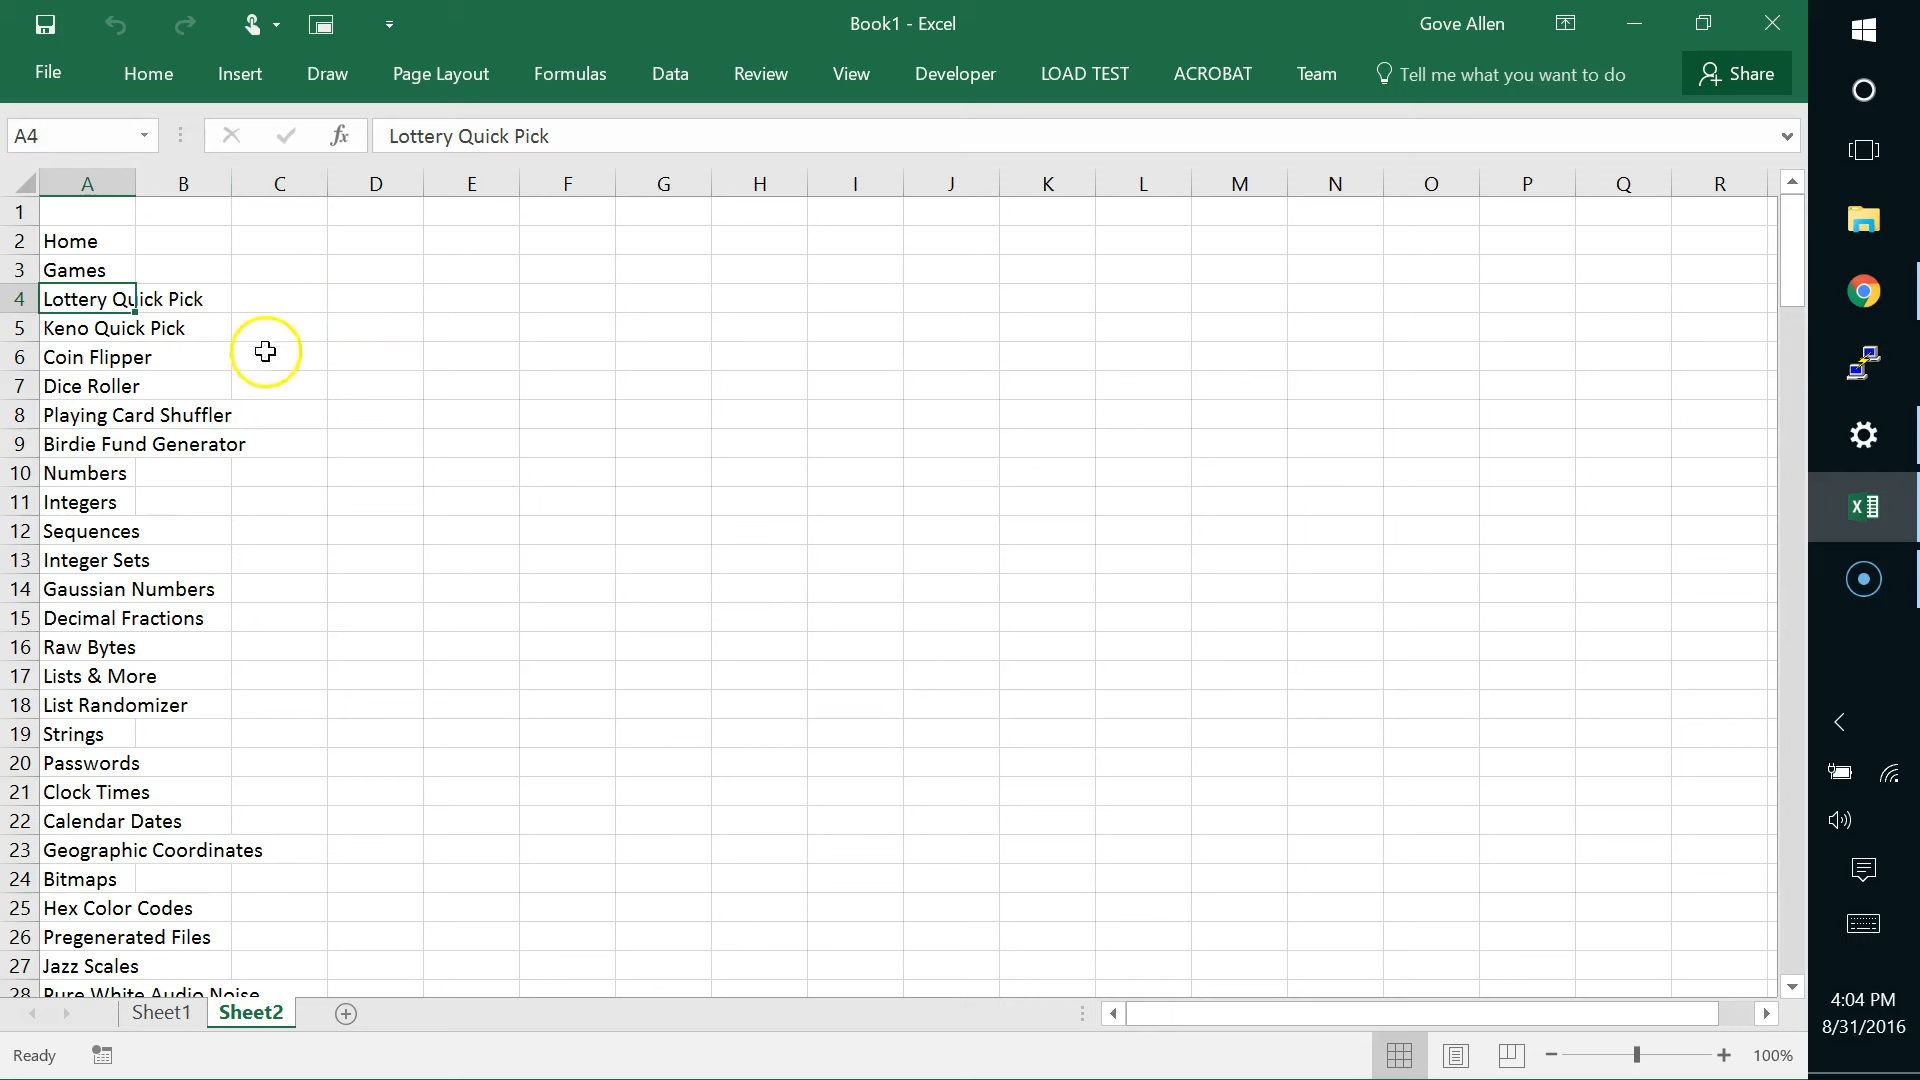 Book1 - Excel
Gove Allen
File Home Insert Draw Page Layout Formulas Data Review View Developer LOAD TEST ACROBAT Team Tell me what you want to do Share
A4 fx Lottery Quick Pick
A B C D E F G H I J K L M N O P Q R
1
2 Home
3 Games
4 Lottery Quick Pick
5 Keno Quick Pick
6 Coin Flipper
7 Dice Roller
8 Playing Card Shuffler
9 Birdie Fund Generator
10 Numbers
11 Integers
12 Sequences
13 Integer Sets
14 Gaussian Numbers
15 Decimal Fractions
16 Raw Bytes
17 Lists & More
18 List Randomizer
19 Strings
20 Passwords
21 Clock Times
22 Calendar Dates
23 Geographic Coordinates
24 Bitmaps
25 Hex Color Codes
26 Pregenerated Files
27 Jazz Scales
28 Pure White Audio Noise
Sheet1 Sheet2
Ready
100%
4:04 PM
8/31/2016